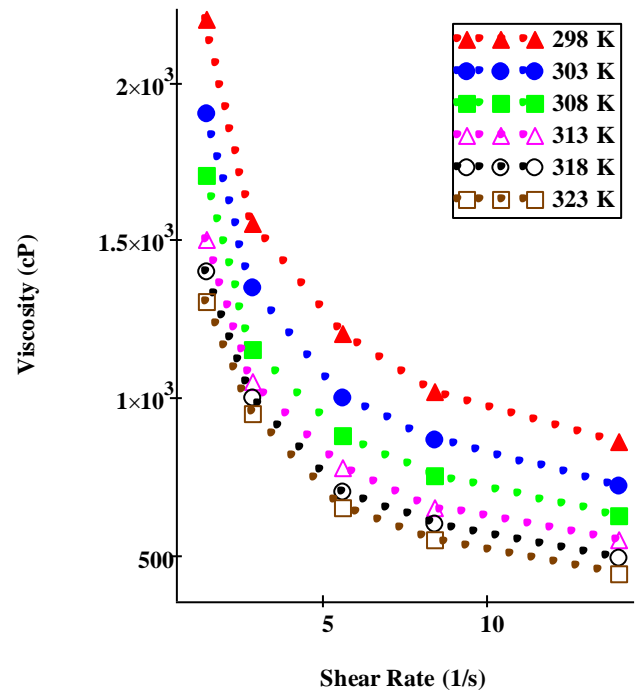 298 K
303 K
308 K
313 K
318 K
323 K
2×10³
1.5×10³
1×10³
500
Viscosity (cP)
5 10
Shear Rate (1/s)